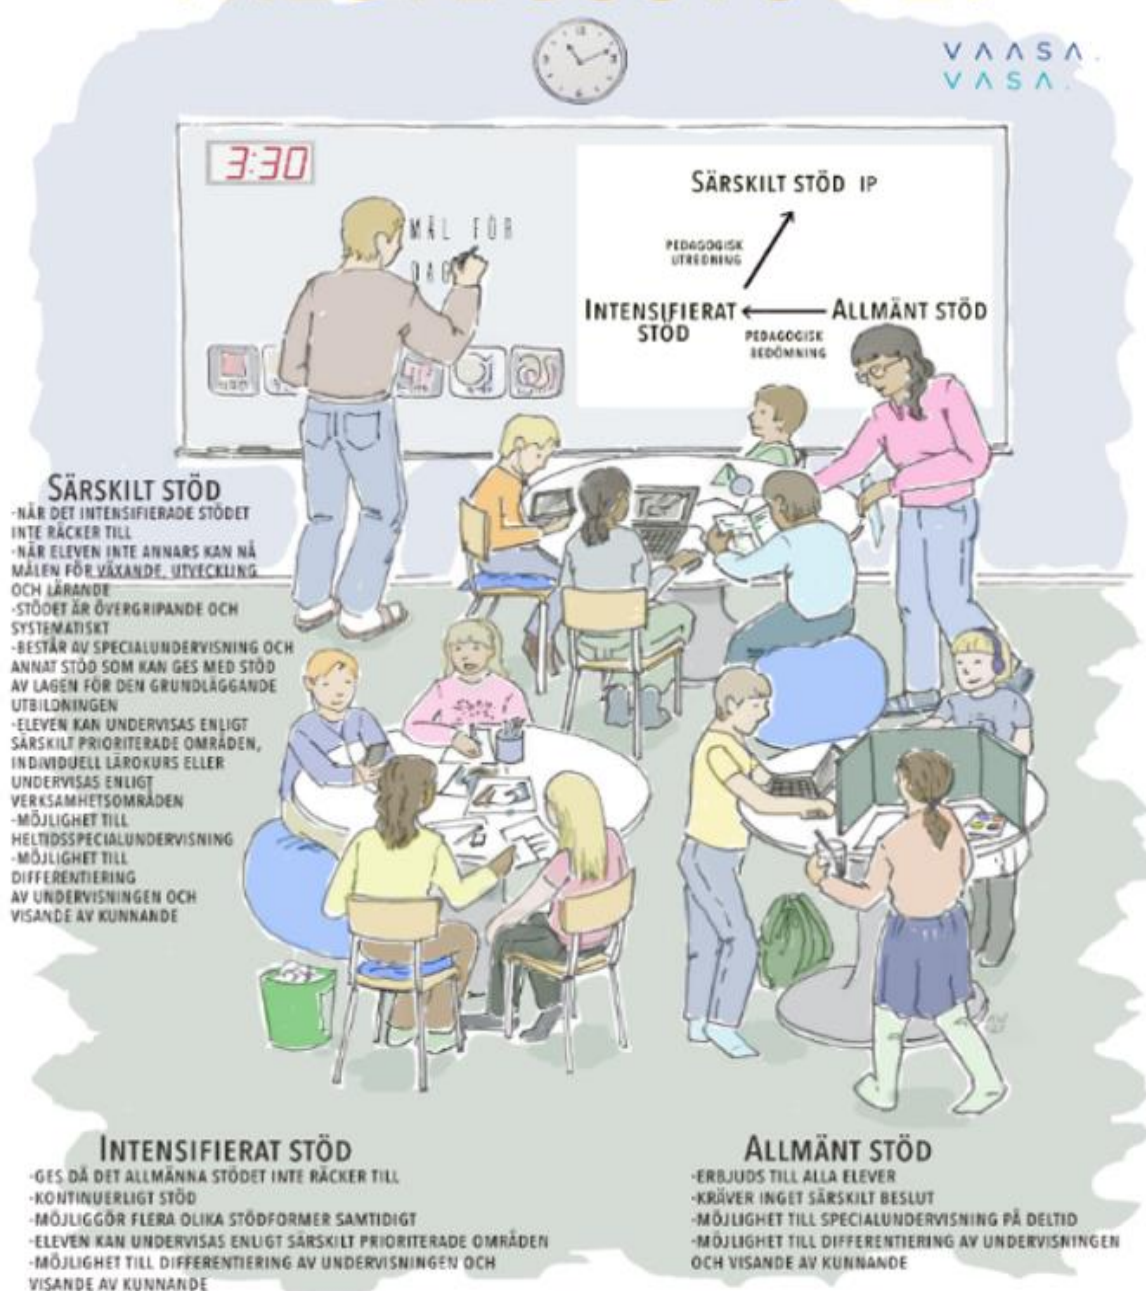 VAASA.
VASA.
3:30
MÅL FÖR
DAG
SÄRSKILT STÖD IP
PEDAGOGISK
UTREDNING
INTENSIFIERAT
STÖD
ALLMÄNT STÖD
PEDAGOGISK
BEDÖMNING
SÄRSKILT STÖD
-NÄR DET INTENSIFIERADE STÖDET
INTE RÄCKER TILL
-NÄR ELEVEN INTE ANNARS KAN NÅ
MÅLEN FÖR VÄXANDE, UTVECKLING
OCH LÄRANDE
-STÖDET ÄR ÖVERGRIPANDE OCH
SYSTEMATISKT
-BESTÅR AV SPECIALUNDERVISNING OCH
ANNAT STÖD SOM KAN GES MED STÖD
AV LAGEN FÖR DEN GRUNDLÄGGANDE
UTBILDNINGEN
-ELEVEN KAN UNDERVISAS ENLIGT
SÄRSKILT PRIORITERADE OMRÅDEN,
INDIVIDUELL LÄROKURS ELLER
UNDERVISAS ENLIGT
VERKSAMHETSOMRÅDEN
-MÖJLIGHET TILL
HELTIDSSPECIALUNDERVISNING
-MÖJLIGHET TILL
DIFFERENTIERING
AV UNDERVISNINGEN OCH
VISANDE AV KUNNANDE
INTENSIFIERAT STÖD
-GES DÅ DET ALLMÄNNA STÖDET INTE RÄCKER TILL
-KONTINUERLIGT STÖD
-MÖJLIGGÖR FLERA OLIKA STÖDFORMER SAMTIDIGT
-ELEVEN KAN UNDERVISAS ENLIGT SÄRSKILT PRIORITERADE OMRÅDEN
-MÖJLIGHET TILL DIFFERENTIERING AV UNDERVISNINGEN OCH
VISANDE AV KUNNANDE
ALLMÄNT STÖD
-ERBJUDS TILL ALLA ELEVER
-KRÄVER INGET SÄRSKILT BESLUT
-MÖJLIGHET TILL SPECIALUNDERVISNING PÅ DELTID
-MÖJLIGHET TILL DIFFERENTIERING AV UNDERVISNINGEN
OCH VISANDE AV KUNNANDE